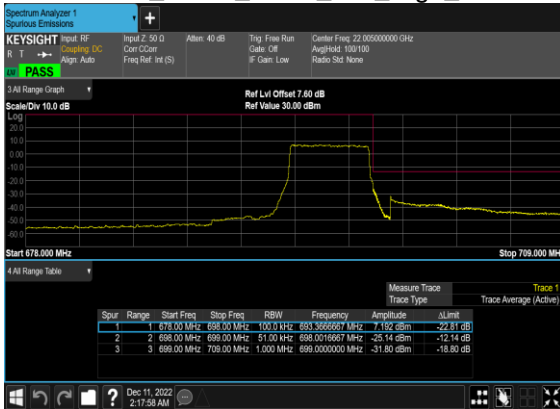 Spectrum Analyzer 1
Spurious Emissions
+
KEYSIGHT
R T
LXI PASS
Input: RF
Coupling: DC
Align: Auto
Input Z: 50 Ω
Corr CCorr
Freq Ref: Int (S)
Atten: 40 dB
Trig: Free Run
Gate: Off
IF Gain: Low
Center Freq: 22.005000000 GHz
Avg|Hold: 100/100
Radio Std: None
3 All Range Graph
Scale/Div 10.0 dB
Ref Lvl Offset 7.60 dB
Ref Value 30.00 dBm
Log
20.0
10.0
0.00
-10.0
-20.0
-30.0
-40.0
-50.0
-60.0
Start 678.000 MHz
Stop 709.000 MH
4 All Range Table
Measure Trace Trace 1
Trace Type Trace Average (Active)
Spur Range Start Freq Stop Freq RBW Frequency Amplitude ΔLimit
1 1 678.00 MHz 698.00 MHz 100.0 kHz 693.3666667 MHz 7.192 dBm -22.81 dB
2 2 698.00 MHz 699.00 MHz 51.00 kHz 698.0016667 MHz -25.14 dBm -12.14 dB
3 3 699.00 MHz 709.00 MHz 1.000 MHz 699.0000000 MHz -31.80 dBm -18.80 dB
?
Dec 11, 2022
2:17:58 AM